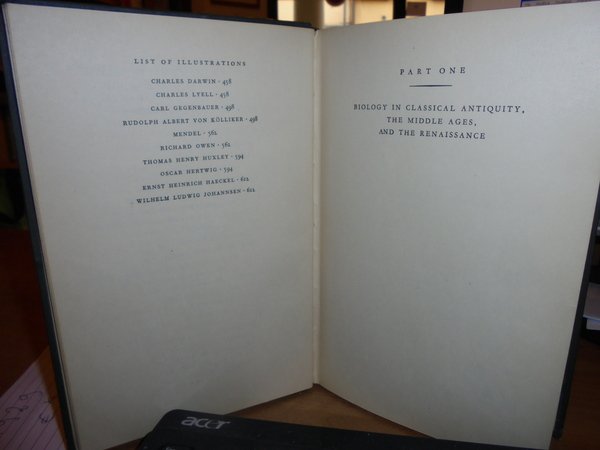 LIST OF ILLUSTRATIONS
CHARLES DARWIN · 458
CHARLES LYELL · 458
CARL GEGENBAUER · 498
RUDOLPH ALBERT VON KÖLLIKER · 498
MENDEL · 562
RICHARD OWEN · 562
THOMAS HENRY HUXLEY · 594
OSCAR HERTWIG · 594
ERNST HEINRICH HAECKEL · 612
WILHELM LUDWIG JOHANNSEN · 612
PART ONE
BIOLOGY IN CLASSICAL ANTIQUITY,
THE MIDDLE AGES,
AND THE RENAISSANCE
acer